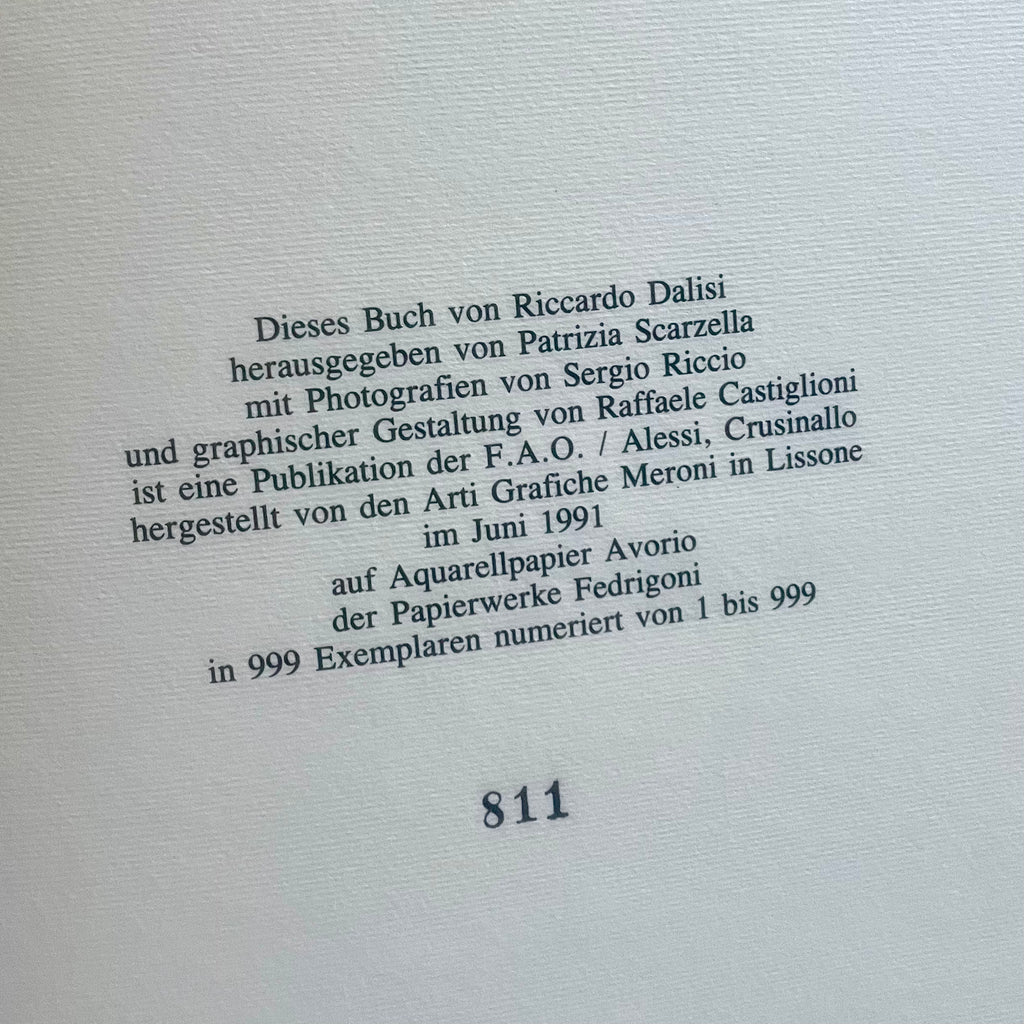 Dieses Buch von Riccardo Dalisi
herausgegeben von Patrizia Scarzella
mit Photografien von Sergio Riccio
und graphischer Gestaltung von Raffaele Castiglioni
ist eine Publikation der F.A.O. / Alessi, Crusinallo
hergestellt von den Arti Grafiche Meroni in Lissone
im Juni 1991
auf Aquarellpapier Avorio
der Papierwerke Fedrigoni
in 999 Exemplaren numeriert von 1 bis 999
811